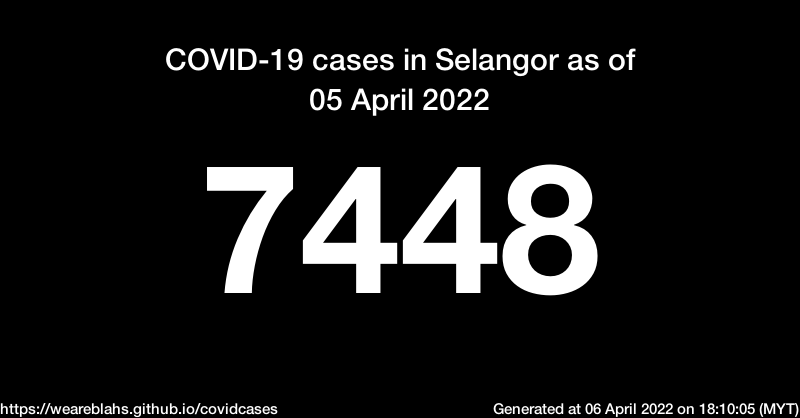 COVID-19 cases in Selangor as of
05 April 2022
7448
https://weareblahs.github.io/covidcases
Generated at 06 April 2022 on 18:10:05 (MYT)